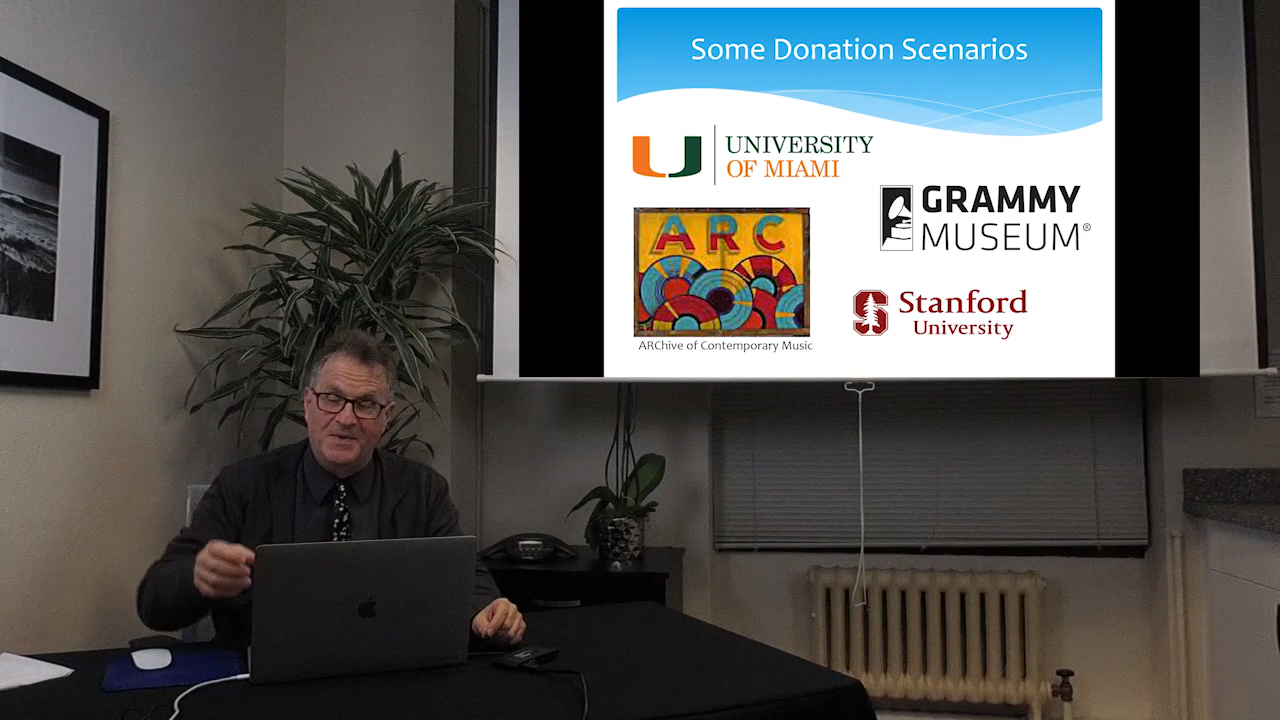 Some Donation Scenarios
UNIVERSITY
OF MIAMI
GRAMMY
MUSEUM®
ARC
ARChive of Contemporary Music
Stanford
University